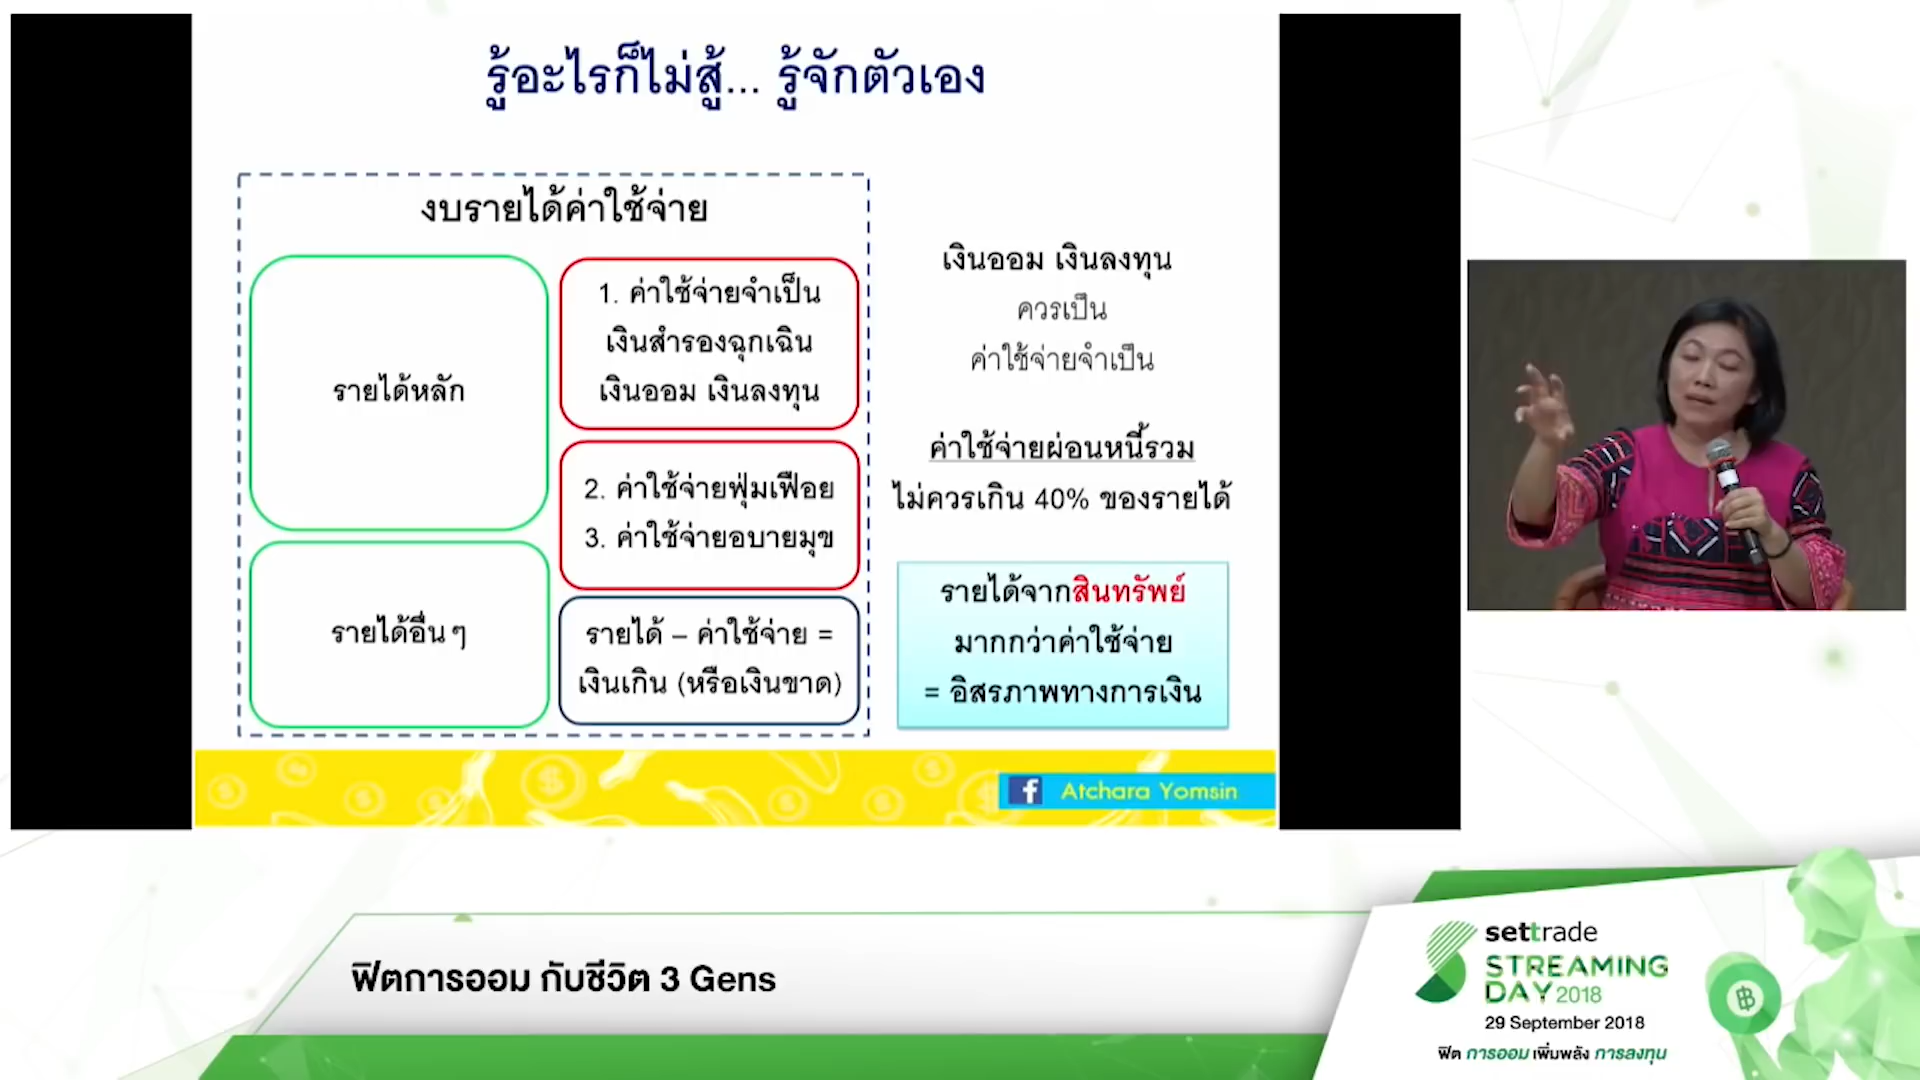 รู้อะไรก็ไม่สู้... รู้จักตัวเอง
งบรายได้ค่าใช้จ่าย
รายได้หลัก
รายได้อื่นๆ
1. ค่าใช้จ่ายจำเป็น
เงินสำรองฉุกเฉิน
เงินออม เงินลงทุน
2. ค่าใช้จ่ายฟุ่มเฟือย
3. ค่าใช้จ่ายอบายมุข
รายได้ – ค่าใช้จ่าย =
เงินเกิน (หรือเงินขาด)
เงินออม เงินลงทุน
ควรเป็น
ค่าใช้จ่ายจำเป็น
ค่าใช้จ่ายผ่อนหนี้รวม
ไม่ควรเกิน 40% ของรายได้
รายได้จากสินทรัพย์
มากกว่าค่าใช้จ่าย
= อิสรภาพทางการเงิน
f Atchara Yomsin
ฟิตการออม กับชีวิต 3 Gens
settrade
STREAMING
DAY 2018
29 September 2018
ฟิต การออม เพิ่มพลัง การลงทุน
฿